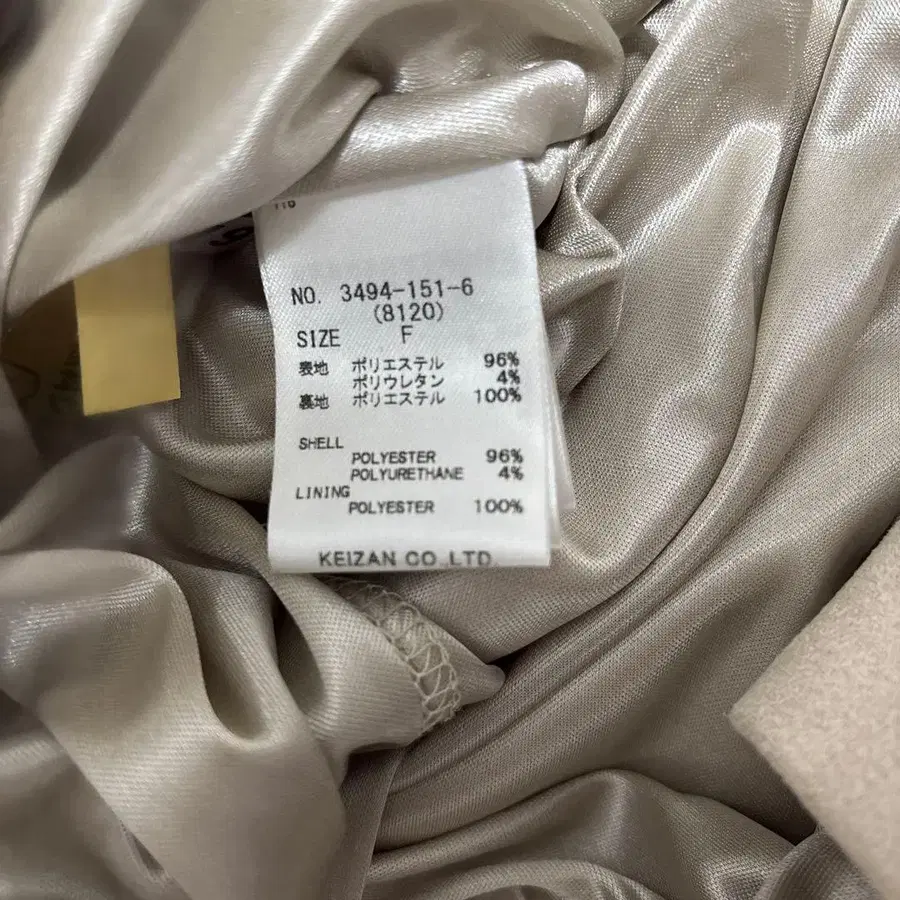 NO. 3494-151-6
(8120)
SIZE F
表地 ポリエステル 96%
ポリウレタン 4%
裏地 ポリエステル 100%
SHELL
POLYESTER 96%
POLYURETHANE 4%
LINING
POLYESTER 100%
KEIZAN CO.,LTD.